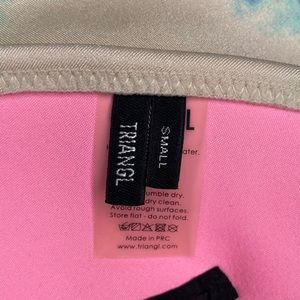 TRIANGL
SMALL
L
ater.
umble dry.
dry clean.
Avoid rough surfaces.
Store flat - do not fold.
Made in PRC
www.triangl.com